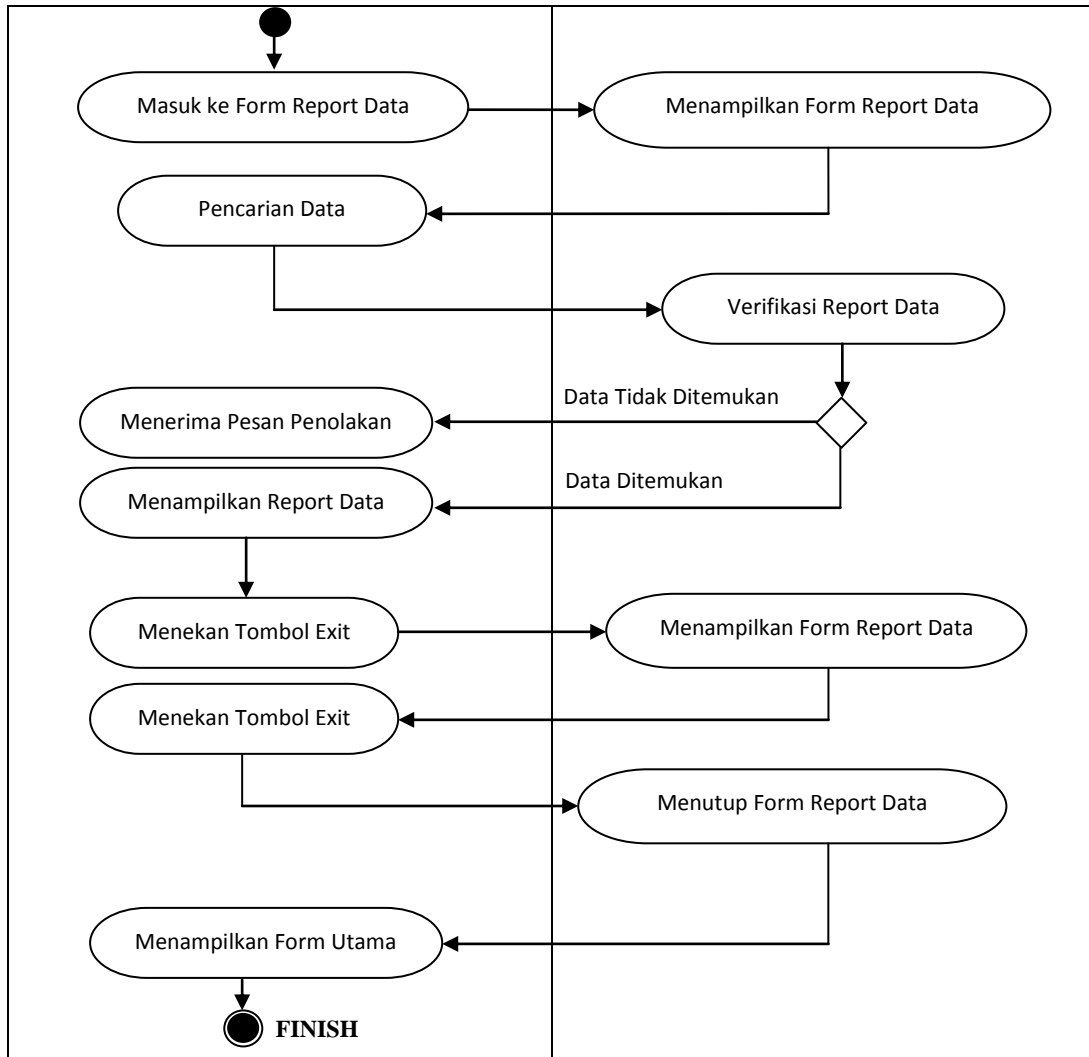 Masuk ke Form Report Data
Menampilkan Form Report Data
Pencarian Data
Verifikasi Report Data
Data Tidak Ditemukan
Menerima Pesan Penolakan
Data Ditemukan
Menampilkan Report Data
Menekan Tombol Exit
Menampilkan Form Report Data
Menekan Tombol Exit
Menutup Form Report Data
Menampilkan Form Utama
FINISH